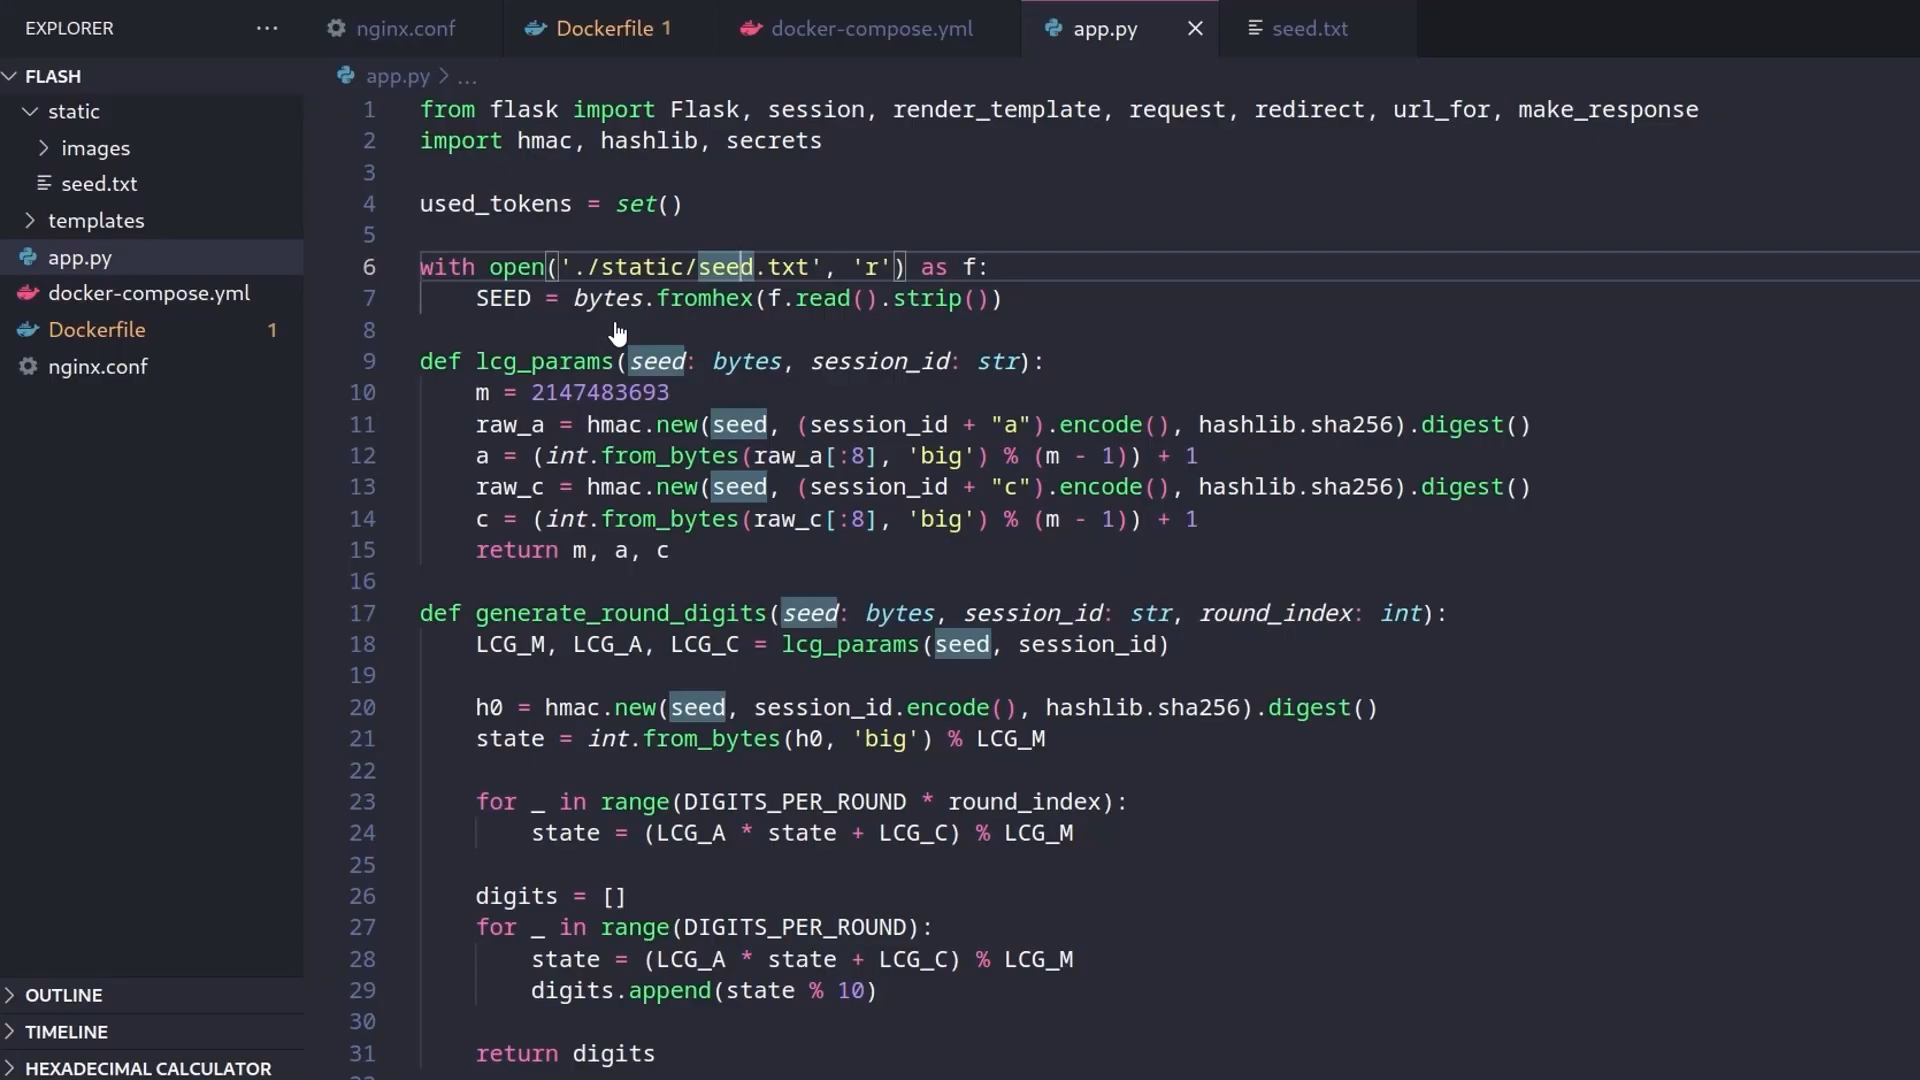 EXPLORER ...
nginx.conf
Dockerfile 1
docker-compose.yml
app.py
seed.txt
FLASH
static
images
seed.txt
templates
app.py
docker-compose.yml
Dockerfile 1
nginx.conf
OUTLINE
TIMELINE
HEXADECIMAL CALCULATOR
app.py > ...
1 from flask import Flask, session, render_template, request, redirect, url_for, make_response
2 import hmac, hashlib, secrets
3
4 used_tokens = set()
5
6 with open('./static/seed.txt', 'r') as f:
7     SEED = bytes.fromhex(f.read().strip())
8
9 def lcg_params(seed: bytes, session_id: str):
10     m = 2147483693
11     raw_a = hmac.new(seed, (session_id + "a").encode(), hashlib.sha256).digest()
12     a = (int.from_bytes(raw_a[:8], 'big') % (m - 1)) + 1
13     raw_c = hmac.new(seed, (session_id + "c").encode(), hashlib.sha256).digest()
14     c = (int.from_bytes(raw_c[:8], 'big') % (m - 1)) + 1
15     return m, a, c
16
17 def generate_round_digits(seed: bytes, session_id: str, round_index: int):
18     LCG_M, LCG_A, LCG_C = lcg_params(seed, session_id)
19
20     h0 = hmac.new(seed, session_id.encode(), hashlib.sha256).digest()
21     state = int.from_bytes(h0, 'big') % LCG_M
22
23     for _ in range(DIGITS_PER_ROUND * round_index):
24         state = (LCG_A * state + LCG_C) % LCG_M
25
26     digits = []
27     for _ in range(DIGITS_PER_ROUND):
28         state = (LCG_A * state + LCG_C) % LCG_M
29         digits.append(state % 10)
30
31     return digits